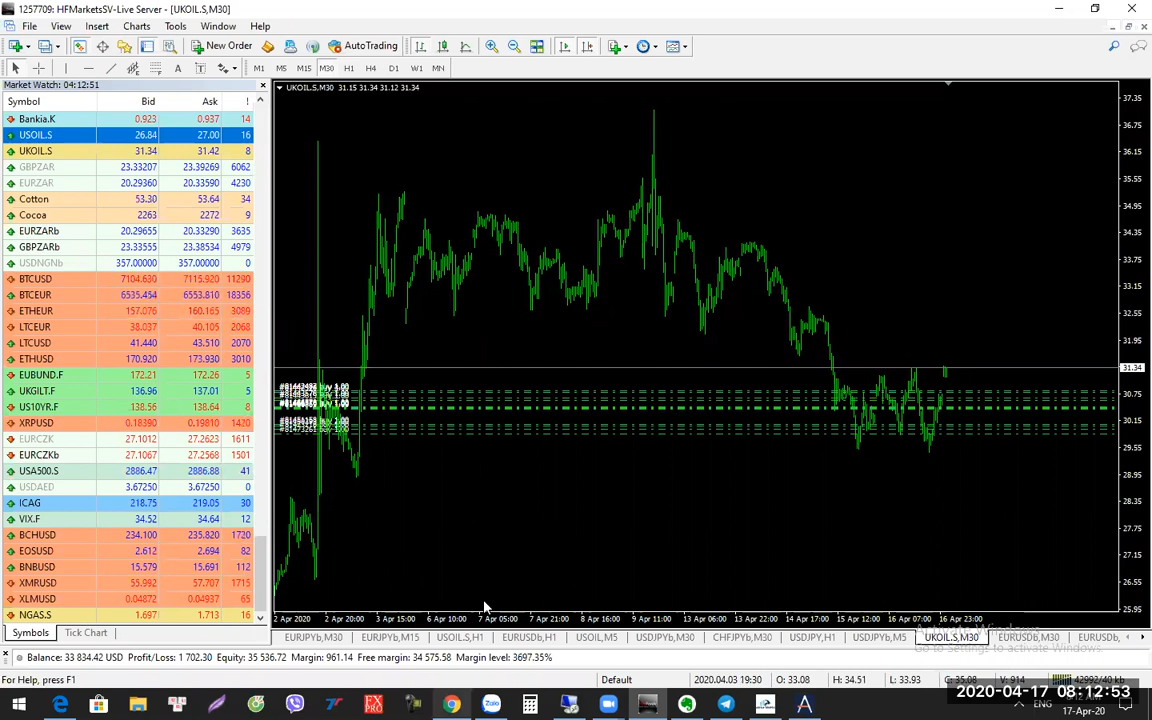 1257709: HFMarketsSV-Live Server - [UKOIL.S,M30]
File View Insert Charts Tools Window Help
New Order AutoTrading
M1 M5 M15 M30 H1 H4 D1 W1 MN
Market Watch: 04:12:51
Symbol Bid Ask !
Bankia.K 0.923 0.937 14
USOIL.S 26.84 27.00 16
UKOIL.S 31.34 31.42 8
GBPZAR 23.33207 23.39269 6062
EURZAR 20.29360 20.33590 4230
Cotton 53.30 53.64 34
Cocoa 2263 2272 9
EURZARb 20.29655 20.33290 3635
GBPZARb 23.33555 23.38534 4979
USDNGNb 357.00000 357.00000 0
BTCUSD 7104.630 7115.920 11290
BTCEUR 6535.454 6553.810 18356
ETHEUR 157.076 160.165 3089
LTCEUR 38.037 40.105 2068
LTCUSD 41.440 43.510 2070
ETHUSD 170.920 173.930 3010
EUBUND.F 172.21 172.26 5
UKGILT.F 136.96 137.01 5
US10YR.F 138.56 138.64 8
XRPUSD 0.18390 0.19810 1420
EURCZK 27.1012 27.2623 1611
EURCZKb 27.1067 27.2568 1501
USA500.S 2886.47 2886.88 41
USDAED 3.67250 3.67250 0
ICAG 218.75 219.05 30
VIX.F 34.52 34.64 12
BCHUSD 234.100 235.820 1720
EOSUSD 2.612 2.694 82
BNBUSD 15.579 15.691 112
XMRUSD 55.992 57.707 1715
XLMUSD 0.04872 0.04937 65
NGAS.S 1.697 1.713 16
Symbols Tick Chart
UKOIL.S,M30 31.15 31.34 31.12 31.34
37.35
36.75
36.15
35.55
34.95
34.35
33.75
33.15
32.55
31.95
31.34
30.75
30.15
29.55
28.95
28.35
27.75
27.15
26.55
25.95
2 Apr 2020 2 Apr 20:00 3 Apr 15:00 6 Apr 10:00 7 Apr 05:00 7 Apr 21:00 8 Apr 16:00 9 Apr 11:00 13 Apr 06:00 13 Apr 22:00 14 Apr 17:00 15 Apr 12:00 16 Apr 07:00 16 Apr 23:00
EURJPYb,M30 EURJPYb,M15 UKOIL.S,H1 EURUSDb,H1 UKOIL,M5 USDJPYb,M30 CHFJPYb,M30 USDJPY,H1 USDJPYb,M5 UKOIL.S,M30 EURUSDb,M30 EURUSDb,
Activate Windows
Go to Settings to activate Windows.
Balance: 33 834.42 USD Profit/Loss: 1 702.30 Equity: 35 536.72 Margin: 961.14 Free margin: 34 575.58 Margin level: 3697.35%
For Help, press F1 Default 2020.04.03 19:30 O: 33.08 H: 34.51 L: 33.93 C: 35.08 V: 914 42992/40 kb
2020-04-17 08:12:53
ENG
17-Apr-20